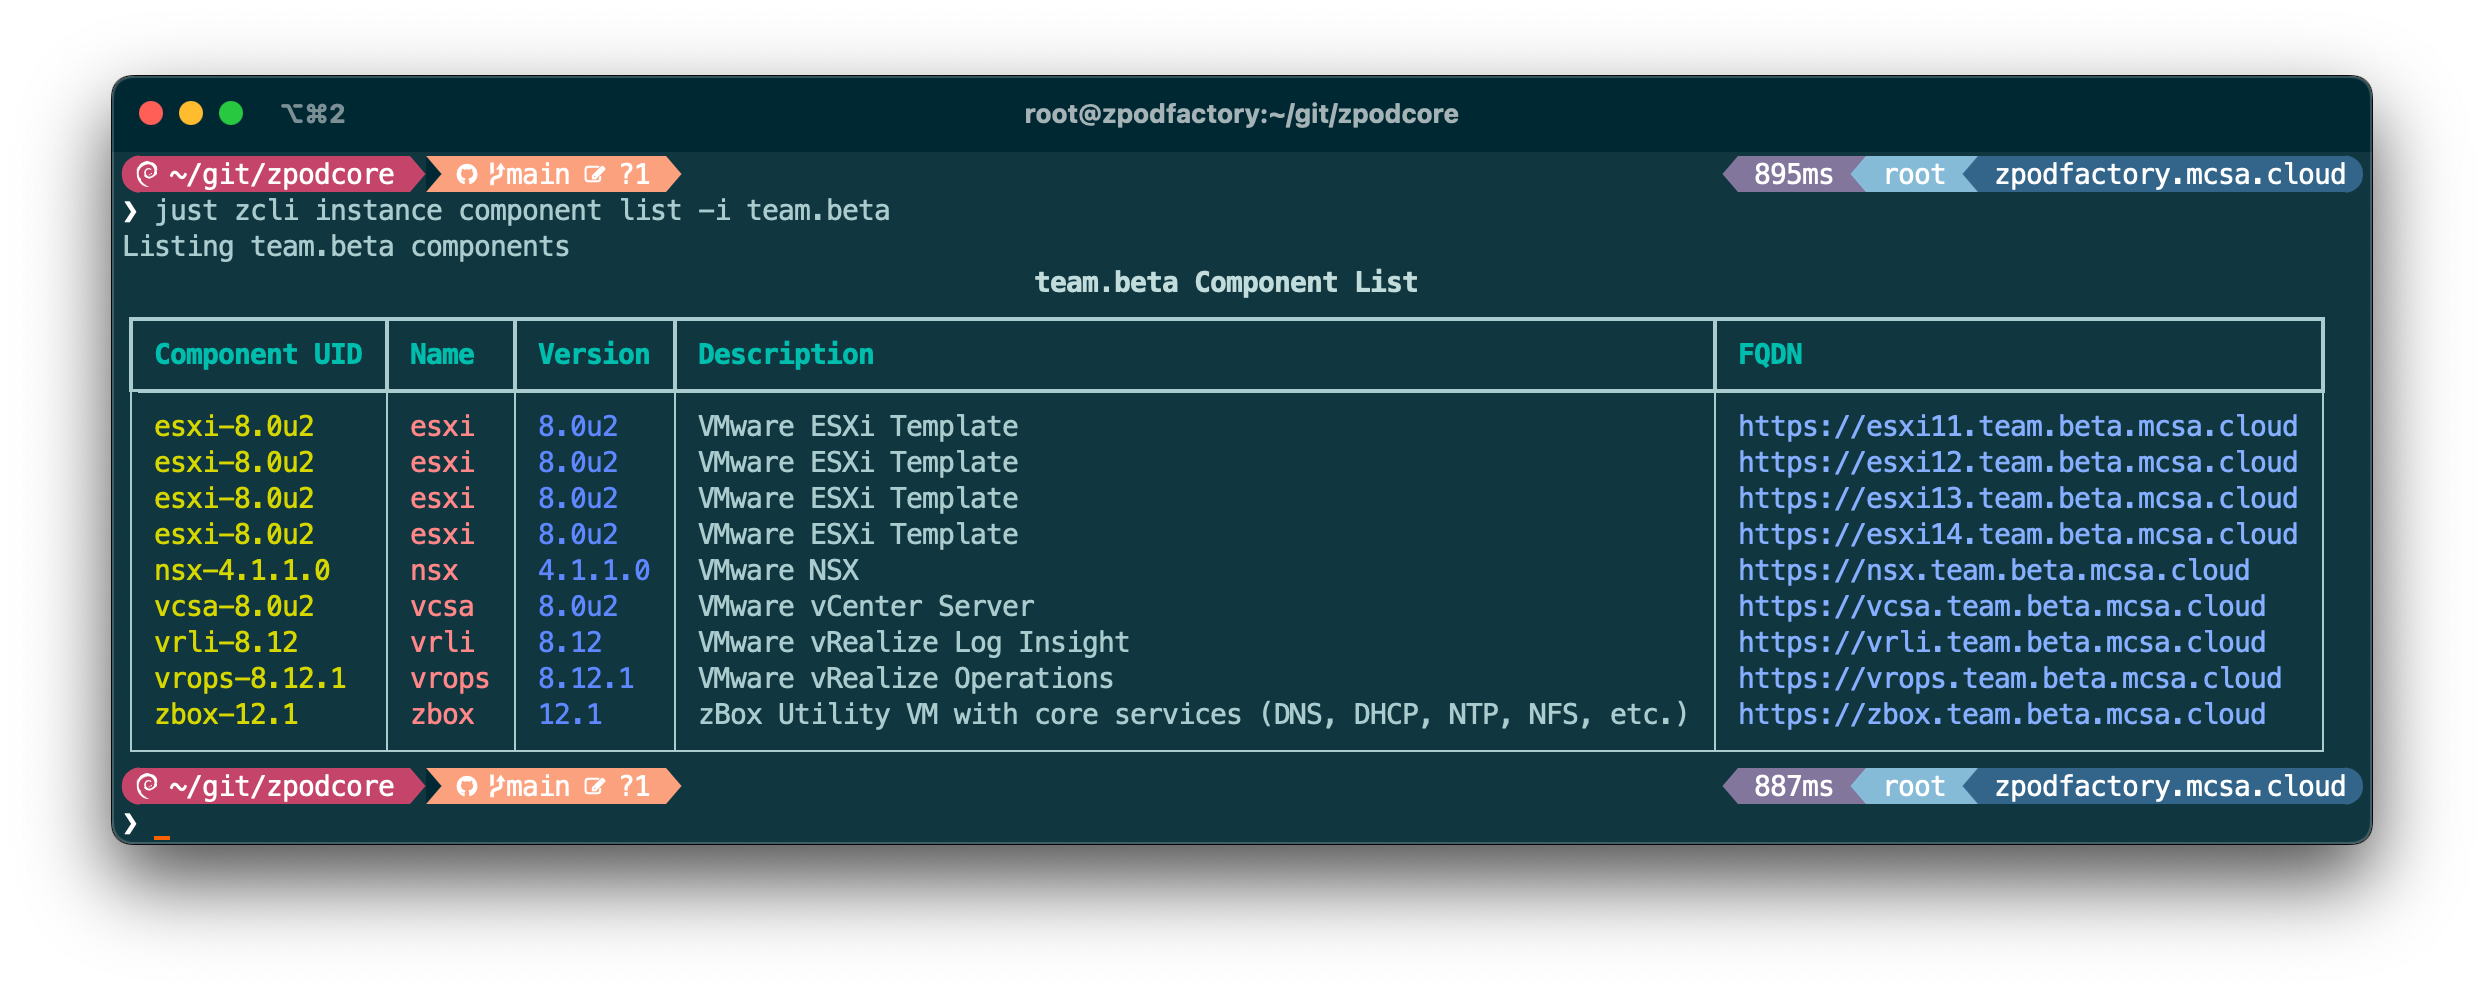 ⌥⌘2 root@zpodfactory:~/git/zpodcore
~/git/zpodcore main ?1 895ms root zpodfactory.mcsa.cloud
❯ just zcli instance component list -i team.beta
Listing team.beta components
team.beta Component List
Component UID Name Version Description FQDN
esxi-8.0u2 esxi 8.0u2 VMware ESXi Template https://esxi11.team.beta.mcsa.cloud
esxi-8.0u2 esxi 8.0u2 VMware ESXi Template https://esxi12.team.beta.mcsa.cloud
esxi-8.0u2 esxi 8.0u2 VMware ESXi Template https://esxi13.team.beta.mcsa.cloud
esxi-8.0u2 esxi 8.0u2 VMware ESXi Template https://esxi14.team.beta.mcsa.cloud
nsx-4.1.1.0 nsx 4.1.1.0 VMware NSX https://nsx.team.beta.mcsa.cloud
vcsa-8.0u2 vcsa 8.0u2 VMware vCenter Server https://vcsa.team.beta.mcsa.cloud
vrli-8.12 vrli 8.12 VMware vRealize Log Insight https://vrli.team.beta.mcsa.cloud
vrops-8.12.1 vrops 8.12.1 VMware vRealize Operations https://vrops.team.beta.mcsa.cloud
zbox-12.1 zbox 12.1 zBox Utility VM with core services (DNS, DHCP, NTP, NFS, etc.) https://zbox.team.beta.mcsa.cloud
~/git/zpodcore main ?1 887ms root zpodfactory.mcsa.cloud
❯ _